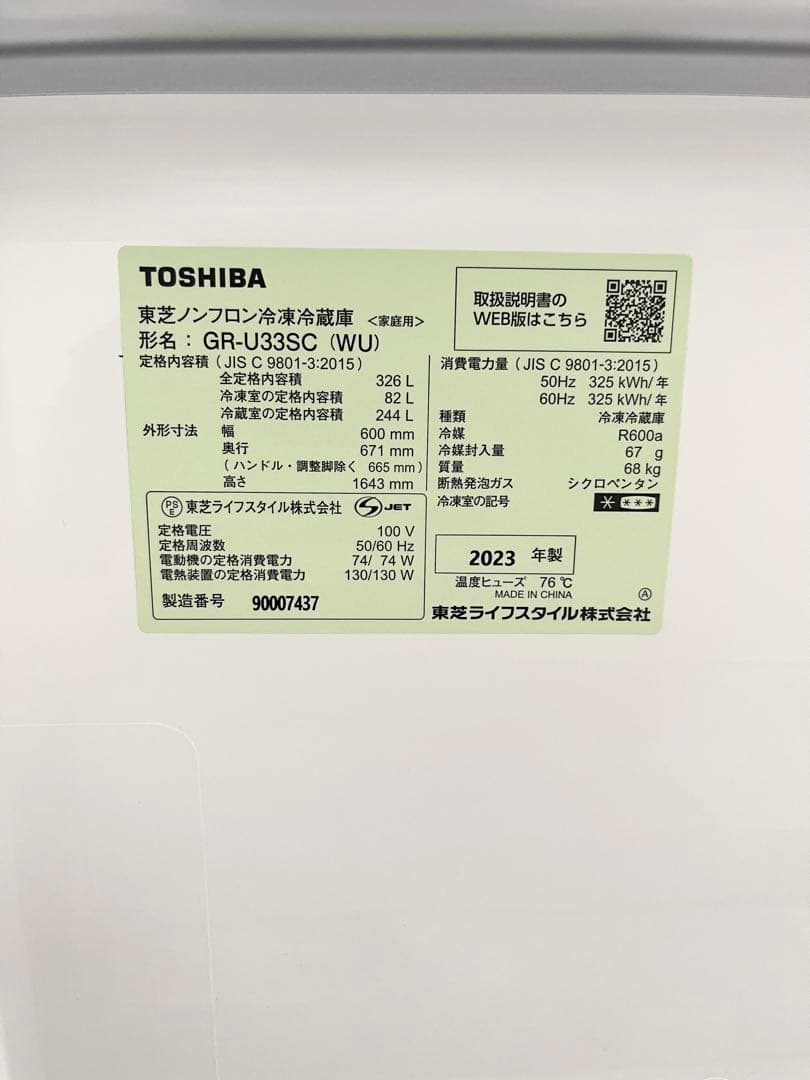 TOSHIBA
東芝ノンフロン冷凍冷蔵庫 <家庭用>
形名： GR-U33SC (WU)
取扱説明書の
WEB版はこちら
定格内容積 ( JIS C 9801-3:2015 )
全定格内容積 326 L
冷凍室の定格内容積 82 L
冷蔵室の定格内容積 244 L
外形寸法 幅 600 mm
奥行 671 mm
( ハンドル・調整脚除く 665 mm )
高さ 1643 mm
消費電力量 ( JIS C 9801-3:2015 )
50Hz 325 kWh/年
60Hz 325 kWh/年
種類 冷凍冷蔵庫
冷媒 R600a
冷媒封入量 67 g
質量 68 kg
断熱発泡ガス シクロペンタン
冷凍室の記号 * ***
PS E 東芝ライフスタイル株式会社 S JET
定格電圧 100 V
定格周波数 50/60 Hz
電動機の定格消費電力 74/ 74 W
電熱装置の定格消費電力 130/130 W
製造番号 90007437
2023 年製
温度ヒューズ 76 ℃
MADE IN CHINA Ⓐ
東芝ライフスタイル株式会社